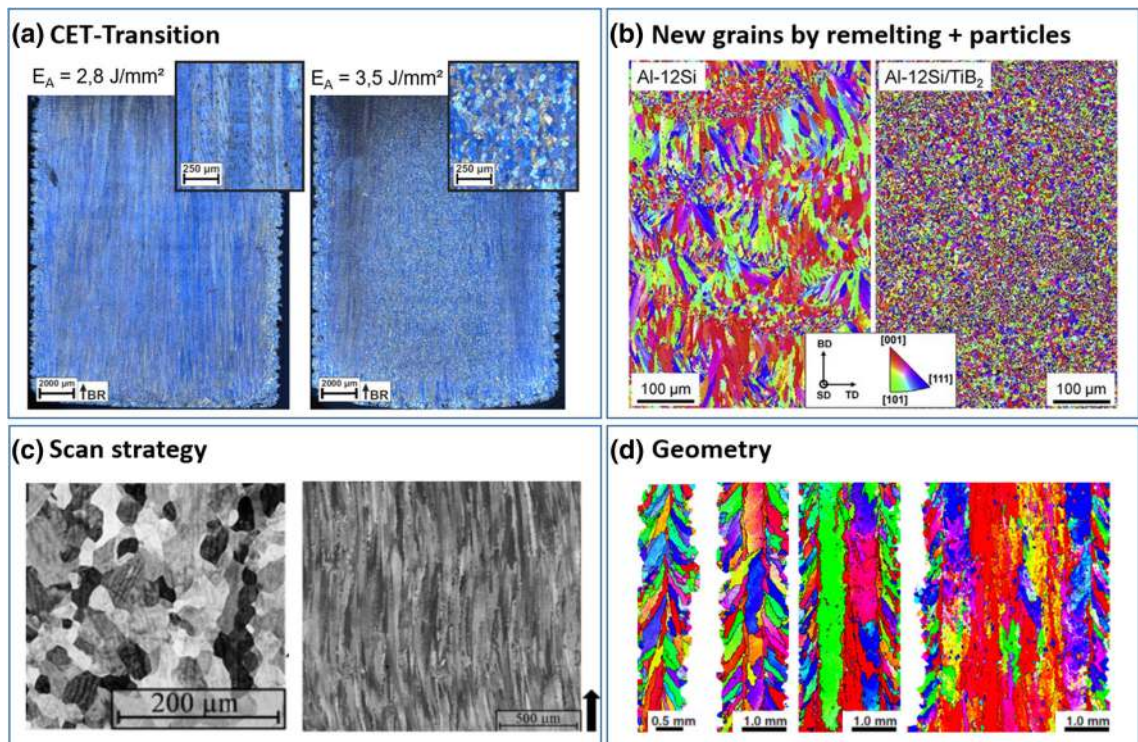 (a) CET-Transition
E_A = 2,8 J/mm²
E_A = 3,5 J/mm²
250 µm
250 µm
2000 µm
BR
2000 µm
BR
(b) New grains by remelting + particles
Al-12Si
Al-12Si/TiB₂
BD
SD TD
[001]
[111]
[101]
100 µm
100 µm
(c) Scan strategy
200 µm
500 µm
(d) Geometry
0.5 mm
1.0 mm
1.0 mm
1.0 mm